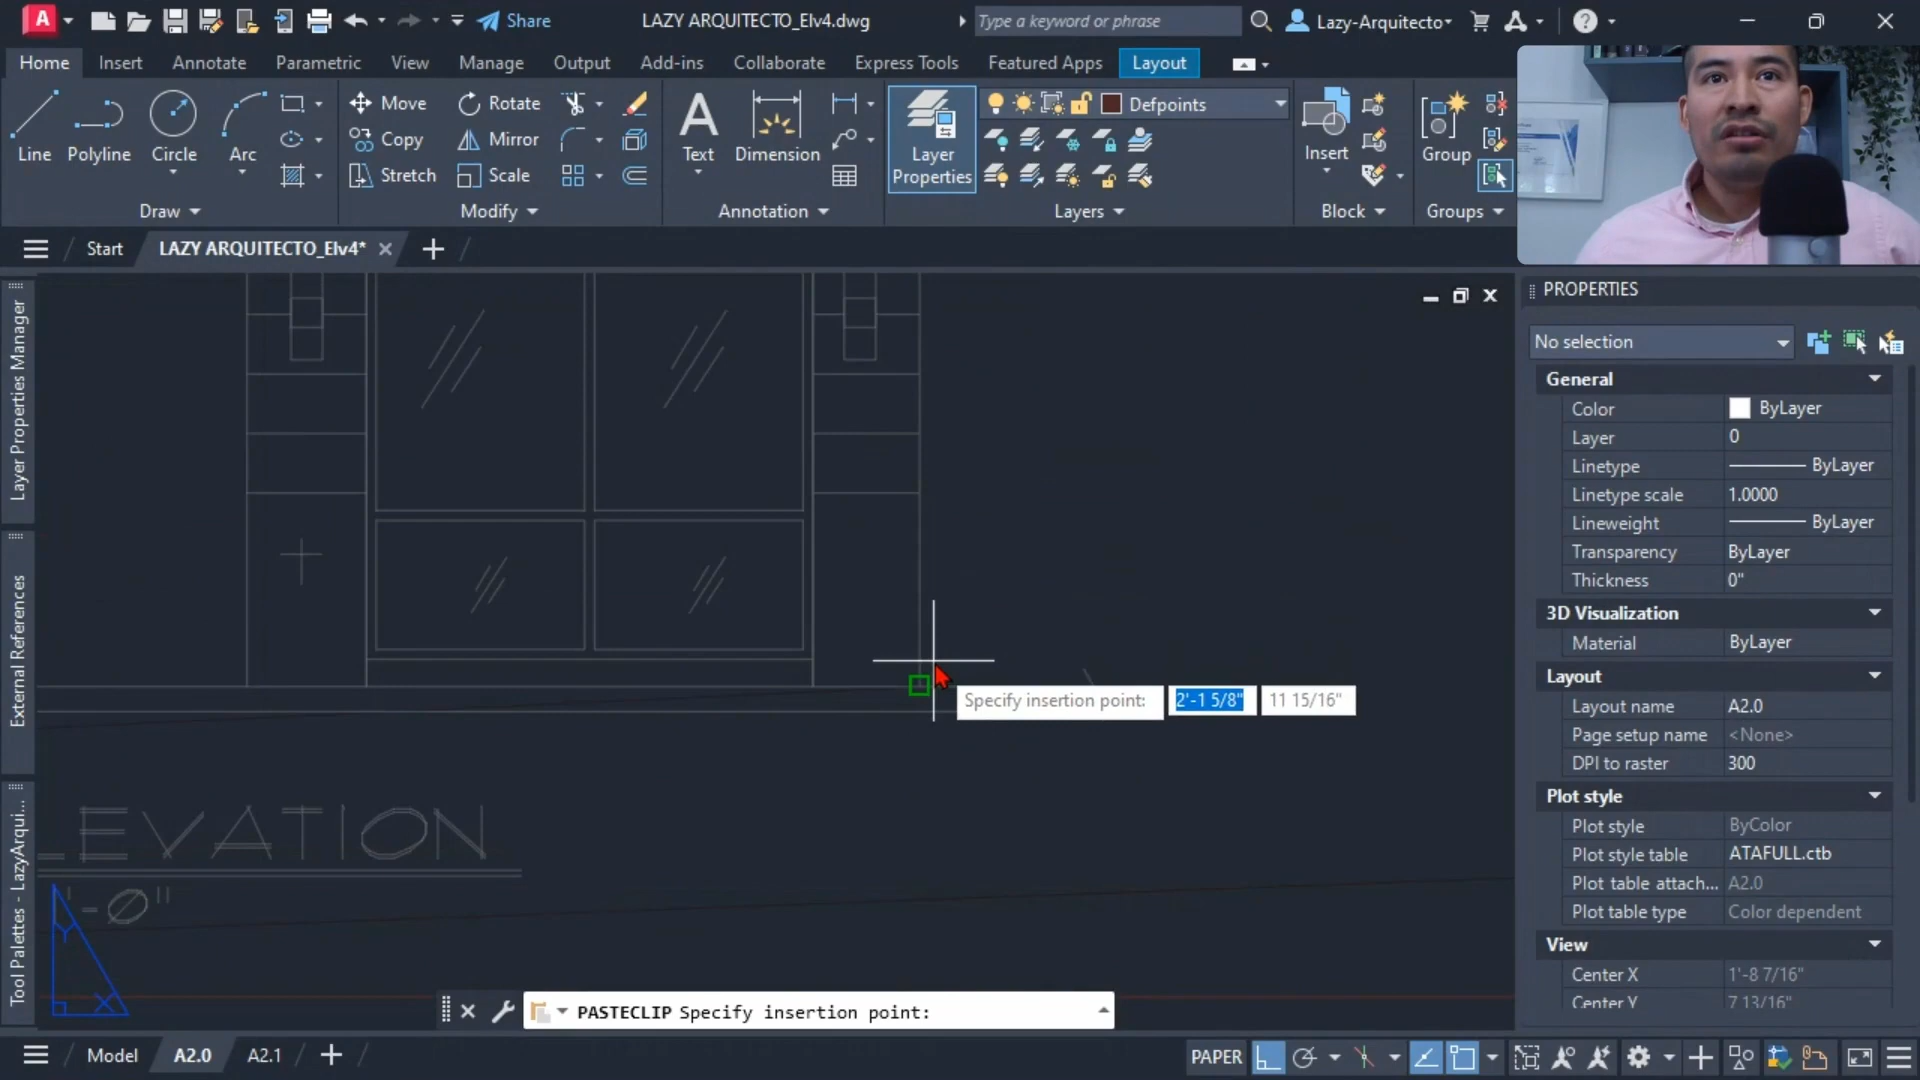 A Share LAZY ARQUITECTO_Elv4.dwg Type a keyword or phrase Lazy-Arquitecto
Home Insert Annotate Parametric View Manage Output Add-ins Collaborate Express Tools Featured Apps Layout
Line Polyline Circle Arc
Move Rotate
Copy Mirror
Stretch Scale
Text Dimension
Layer Properties
Defpoints
Insert Group
Draw Modify Annotation Layers Block Groups
Start LAZY ARQUITECTO_Elv4*
Layer Properties Manager
External References
Tool Palettes - LazyArqui...
Specify insertion point: 2'-1 5/8" 11 15/16"
LEVATION
'-0"
Y
X
PROPERTIES
No selection
General
Color ByLayer
Layer 0
Linetype ByLayer
Linetype scale 1.0000
Lineweight ByLayer
Transparency ByLayer
Thickness 0"
3D Visualization
Material ByLayer
Layout
Layout name A2.0
Page setup name <None>
DPI to raster 300
Plot style
Plot style ByColor
Plot style table ATAFULL.ctb
Plot table attach... A2.0
Plot table type Color dependent
View
Center X 1'-8 7/16"
Center Y 7 13/16"
PASTECLIP Specify insertion point:
Model A2.0 A2.1
PAPER